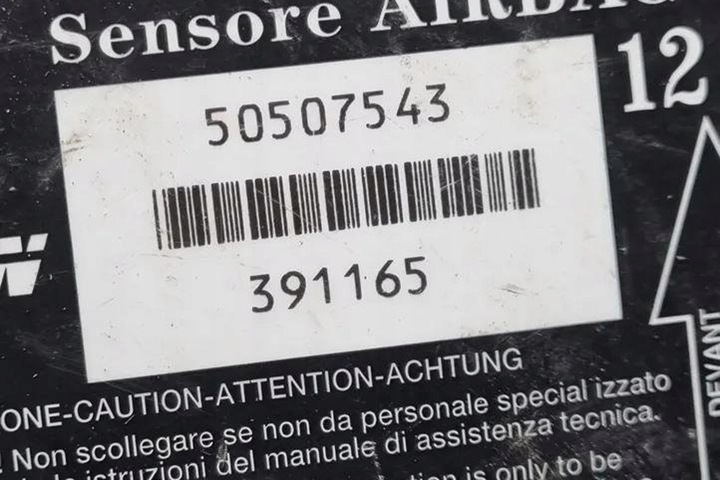 Sensore AIRBAG
12
50507543
391165
DEVANT
ONE-CAUTION-ATTENTION-ACHTUNG
! Non scollegare se non da personale special izzato
istruzioni del manuale di assistenza tecnica.
is only to be